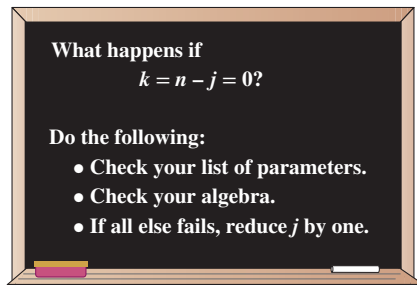 What happens if
k = n – j = 0?
Do the following:
• Check your list of parameters.
• Check your algebra.
• If all else fails, reduce j by one.